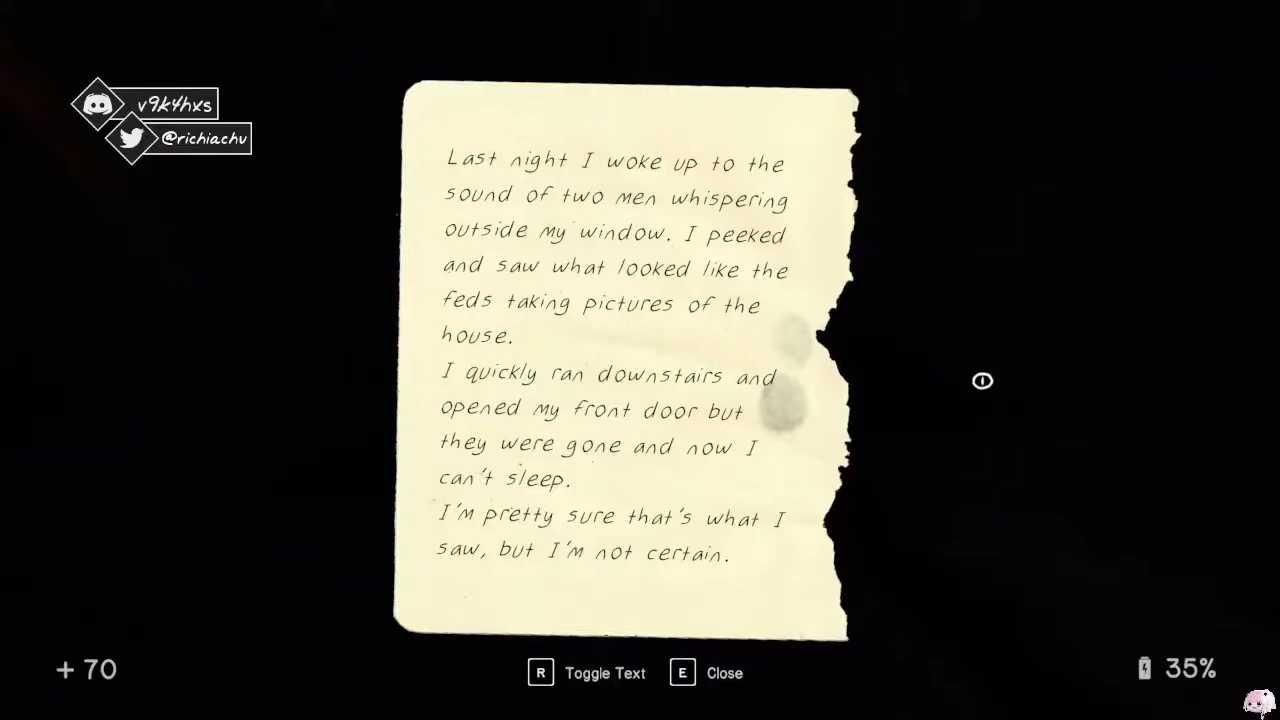 v9k4hxs
@richiachu
Last night I woke up to the
sound of two men whispering
outside my window. I peeked
and saw what looked like the
feds taking pictures of the
house.
I quickly ran downstairs and
opened my front door but
they were gone and now I
can't sleep.
I'm pretty sure that's what I
saw, but I'm not certain.
+ 70
R Toggle Text E Close
35%